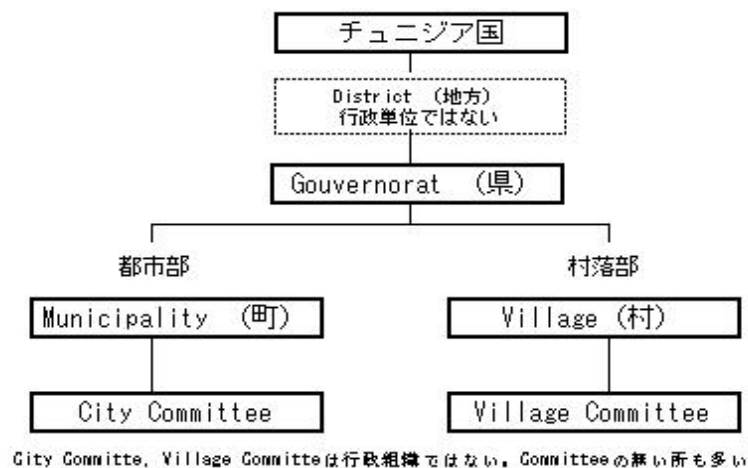 チュニジア国
District （地方）
行政単位ではない
Gouvernorat （県）
都市部
村落部
Municipality （町）
Village （村）
City Committee
Village Committee
City Committe, Village Committeは行政組織ではない。Committeeの無い所も多い